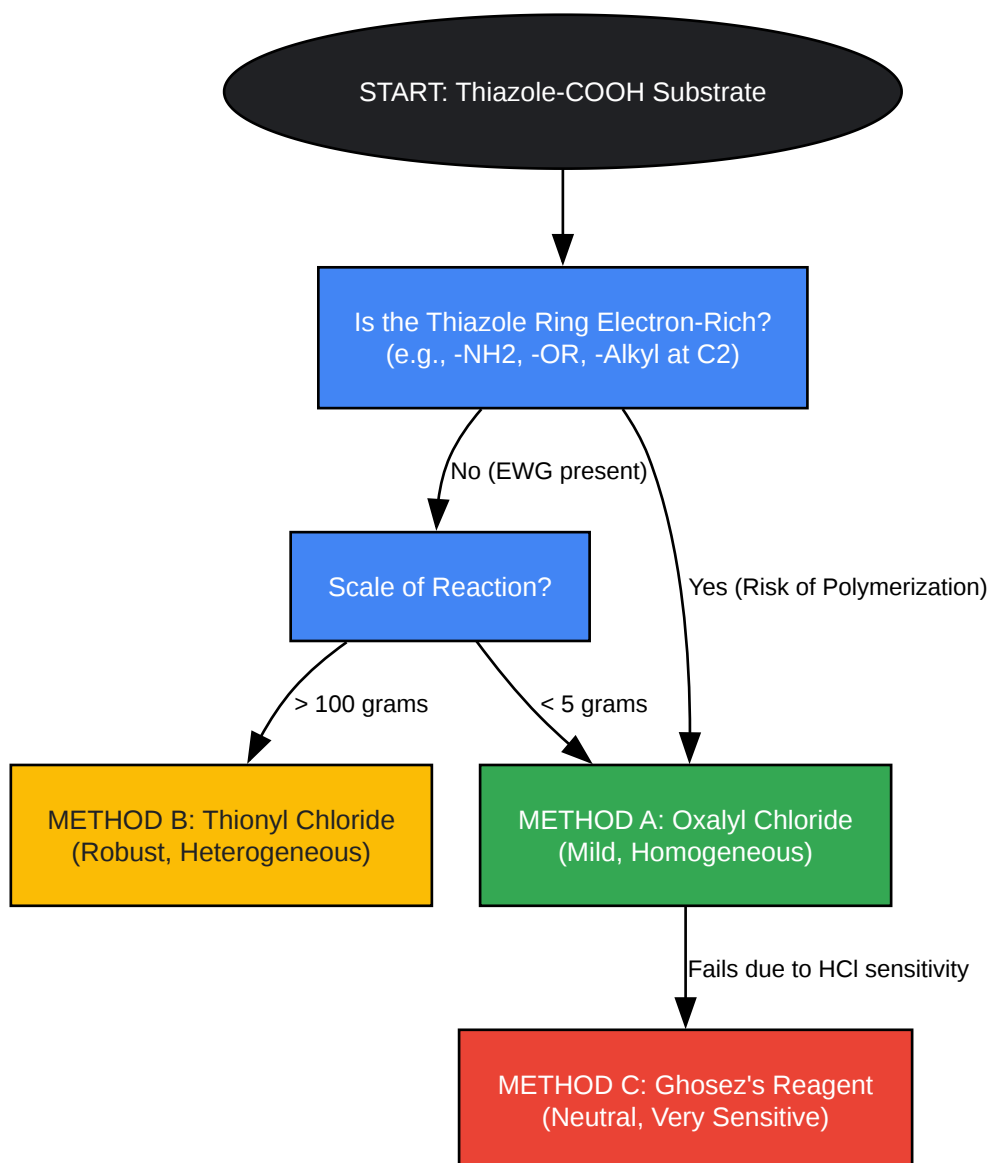 START: Thiazole-COOH Substrate
Is the Thiazole Ring Electron-Rich?
(e.g., -NH2, -OR, -Alkyl at C2)
No (EWG present)
Scale of Reaction?
Yes (Risk of Polymerization)
> 100 grams
< 5 grams
METHOD B: Thionyl Chloride
(Robust, Heterogeneous)
METHOD A: Oxalyl Chloride
(Mild, Homogeneous)
Fails due to HCl sensitivity
METHOD C: Ghosez's Reagent
(Neutral, Very Sensitive)